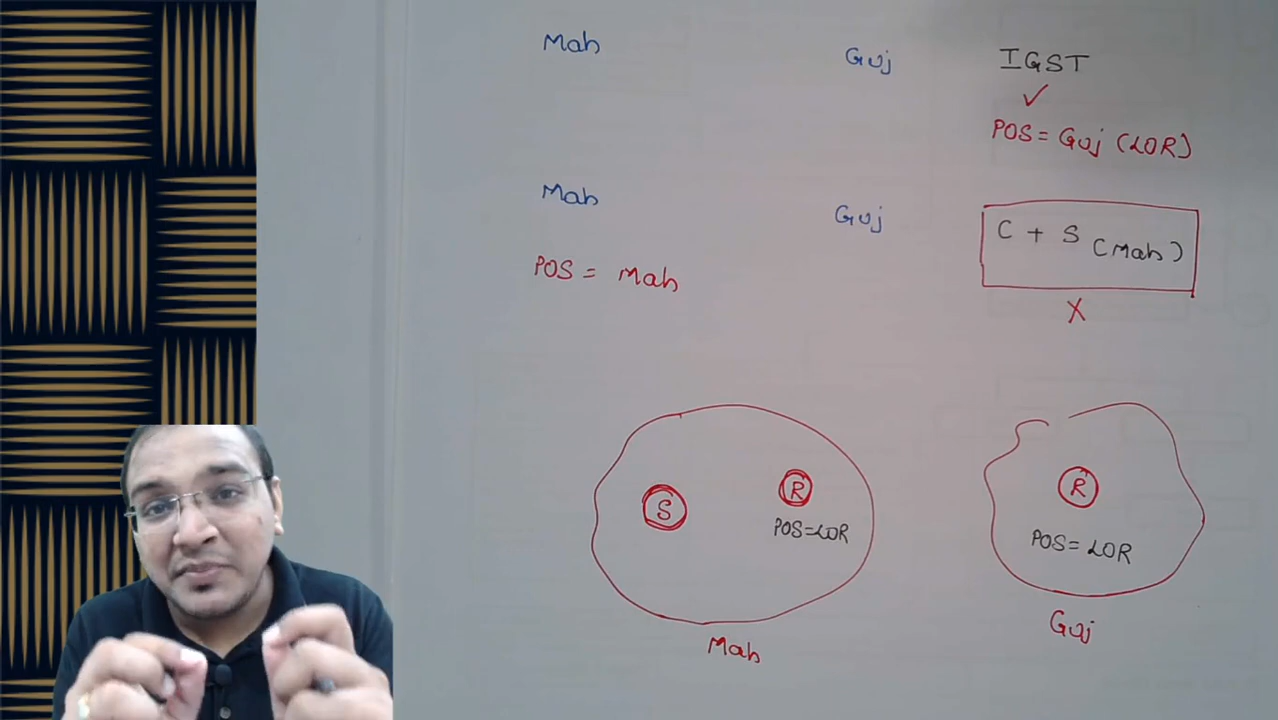 Mah Guj IGST
✓
POS = Guj (LOR)
Mah Guj C + S (Mah)
POS = Mah
X
S R R
POS=LOR POS= LOR
Mah Guj